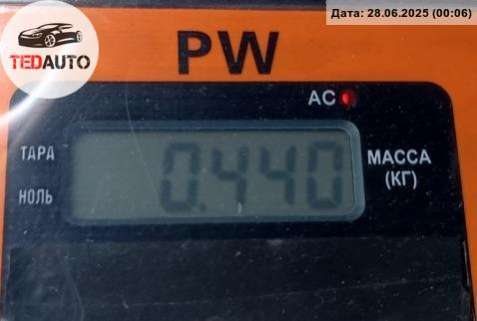 TEDAUTO
Дата: 28.06.2025 (00:06)
PW
AC
ТАРА
0.440
МАССА
(КГ)
НОЛЬ